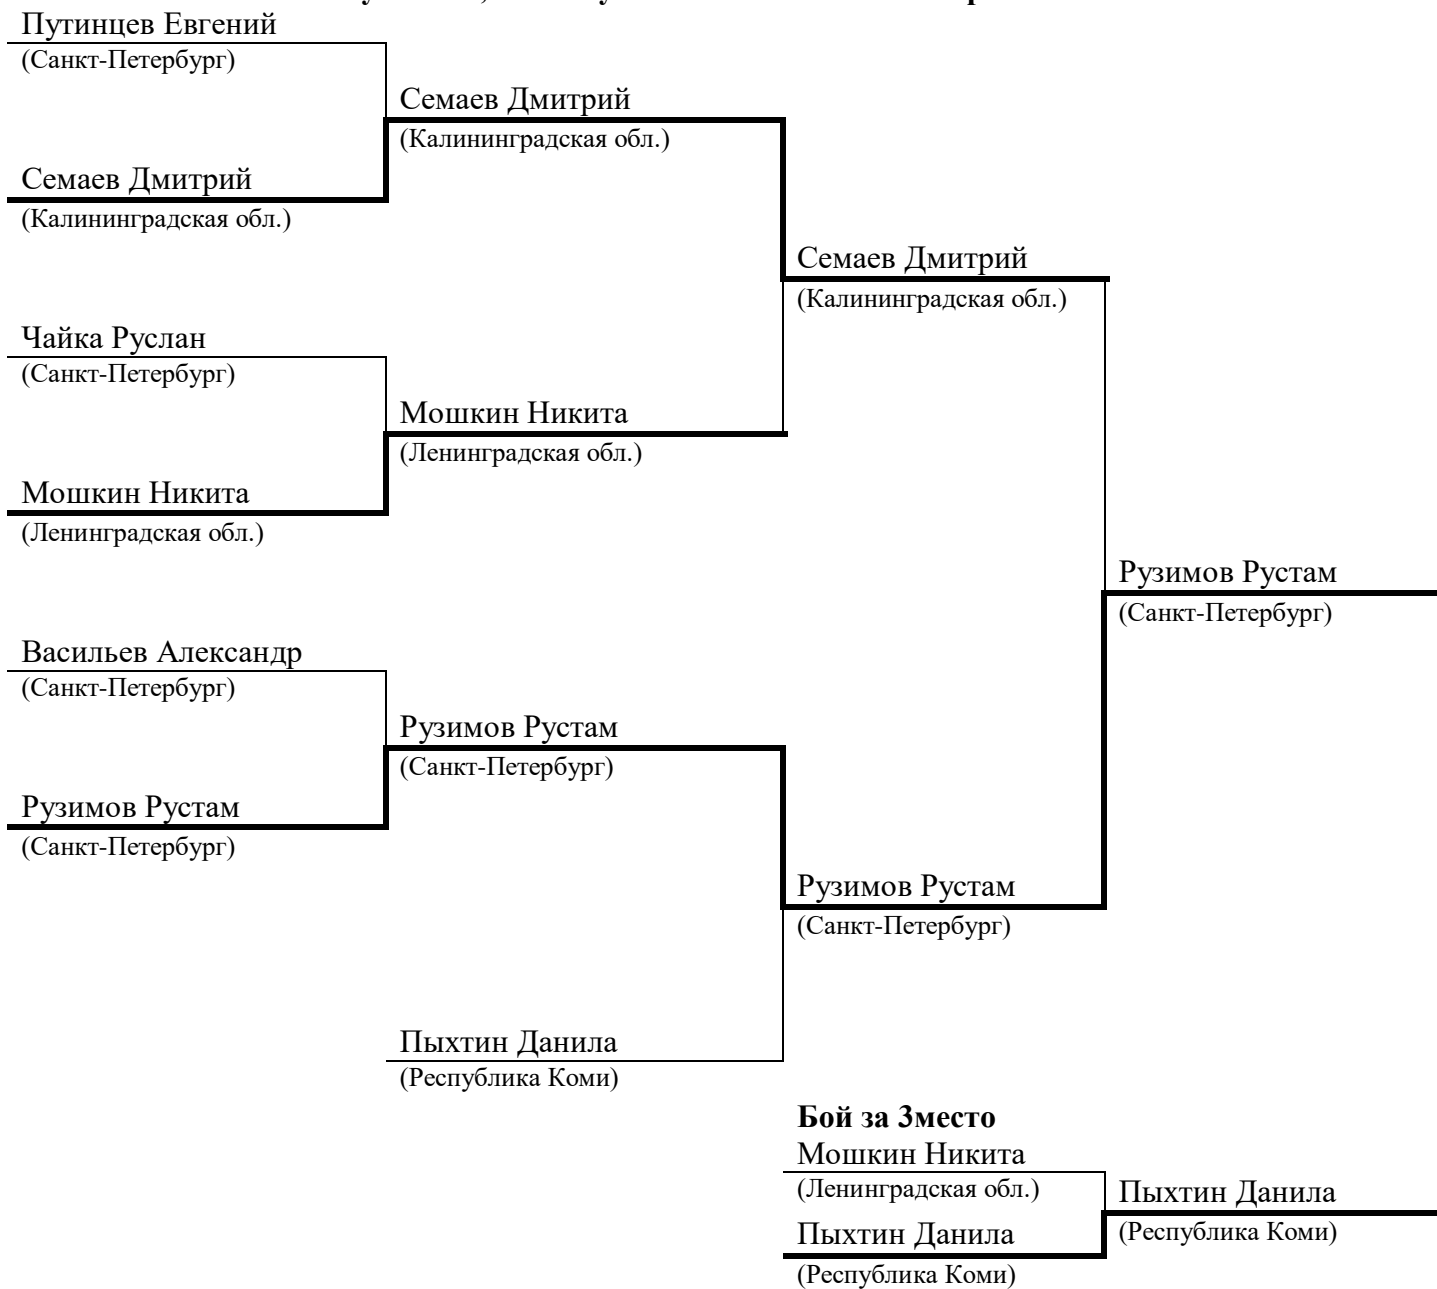 Путинцев Евгений
(Санкт-Петербург)
Семаев Дмитрий
(Калининградская обл.)
Семаев Дмитрий
(Калининградская обл.)
Семаев Дмитрий
(Калининградская обл.)
Чайка Руслан
(Санкт-Петербург)
Мошкин Никита
(Ленинградская обл.)
Мошкин Никита
(Ленинградская обл.)
Рузимов Рустам
(Санкт-Петербург)
Васильев Александр
(Санкт-Петербург)
Рузимов Рустам
(Санкт-Петербург)
Рузимов Рустам
(Санкт-Петербург)
Рузимов Рустам
(Санкт-Петербург)
Пыхтин Данила
(Республика Коми)
Бой за 3место
Мошкин Никита
(Ленинградская обл.)
Пыхтин Данила
(Республика Коми)
Пыхтин Данила
(Республика Коми)